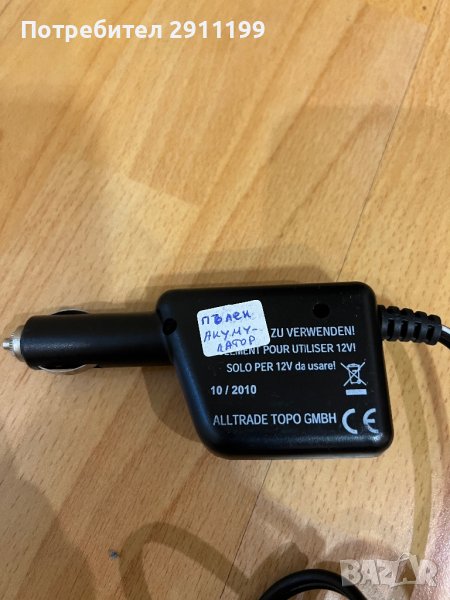 Потребител 2911199
ПЪЛЕН
АКУМУ-
ЛАТОР
ZU VERWENDEN!
POUR UTILISER 12V!
SOLO PER 12V da usare!
10 / 2010
ALLTRADE TOPO GMBH CE
BAZAR